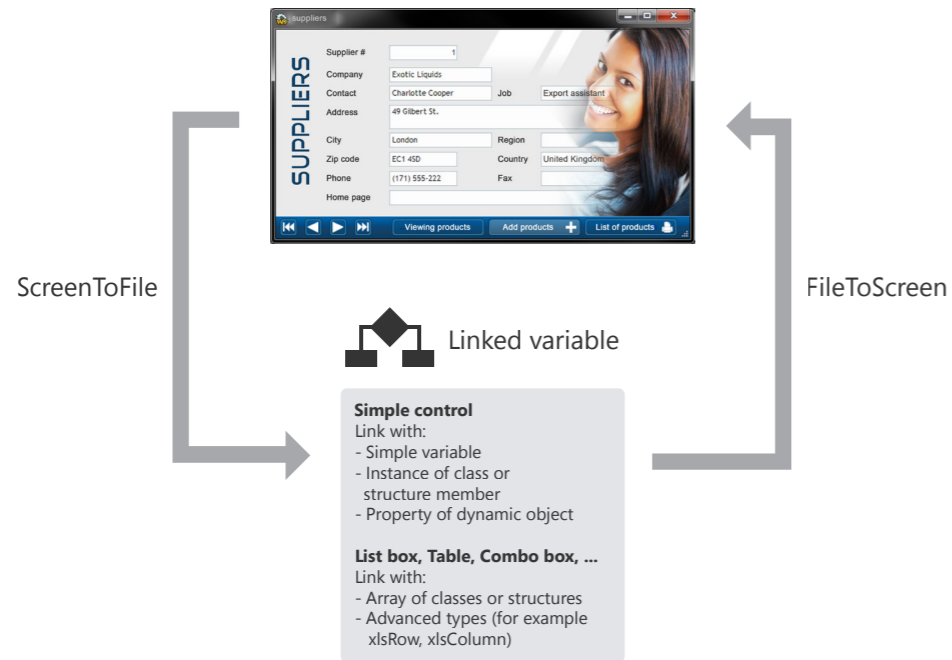 suppliers
SUPPLIERS
Supplier # 1
Company Exotic Liquids
Contact Charlotte Cooper Job Export assistant
Address 49 Gilbert St.
City London Region
Zip code EC1 4SD Country United Kingdom
Phone (171) 555-222 Fax
Home page
Viewing products Add products List of products
ScreenToFile
FileToScreen
Linked variable
Simple control
Link with:
- Simple variable
- Instance of class or
structure member
- Property of dynamic object
List box, Table, Combo box, ...
Link with:
- Array of classes or structures
- Advanced types (for example
xlsRow, xlsColumn)